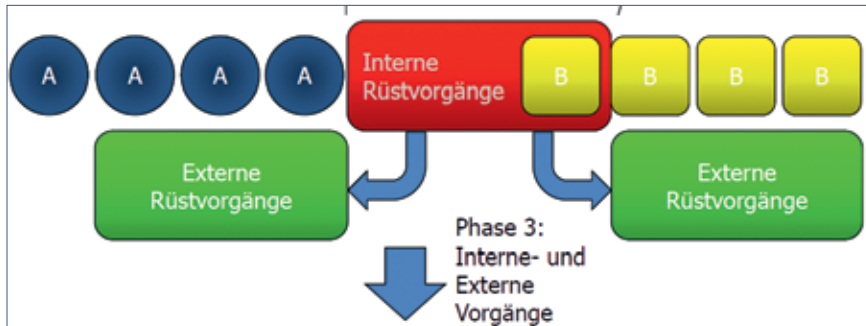 A A A A Interne B B B B
Rüstvorgänge
Externe
Rüstvorgänge
Externe
Rüstvorgänge
Phase 3:
Interne- und
Externe
Vorgänge